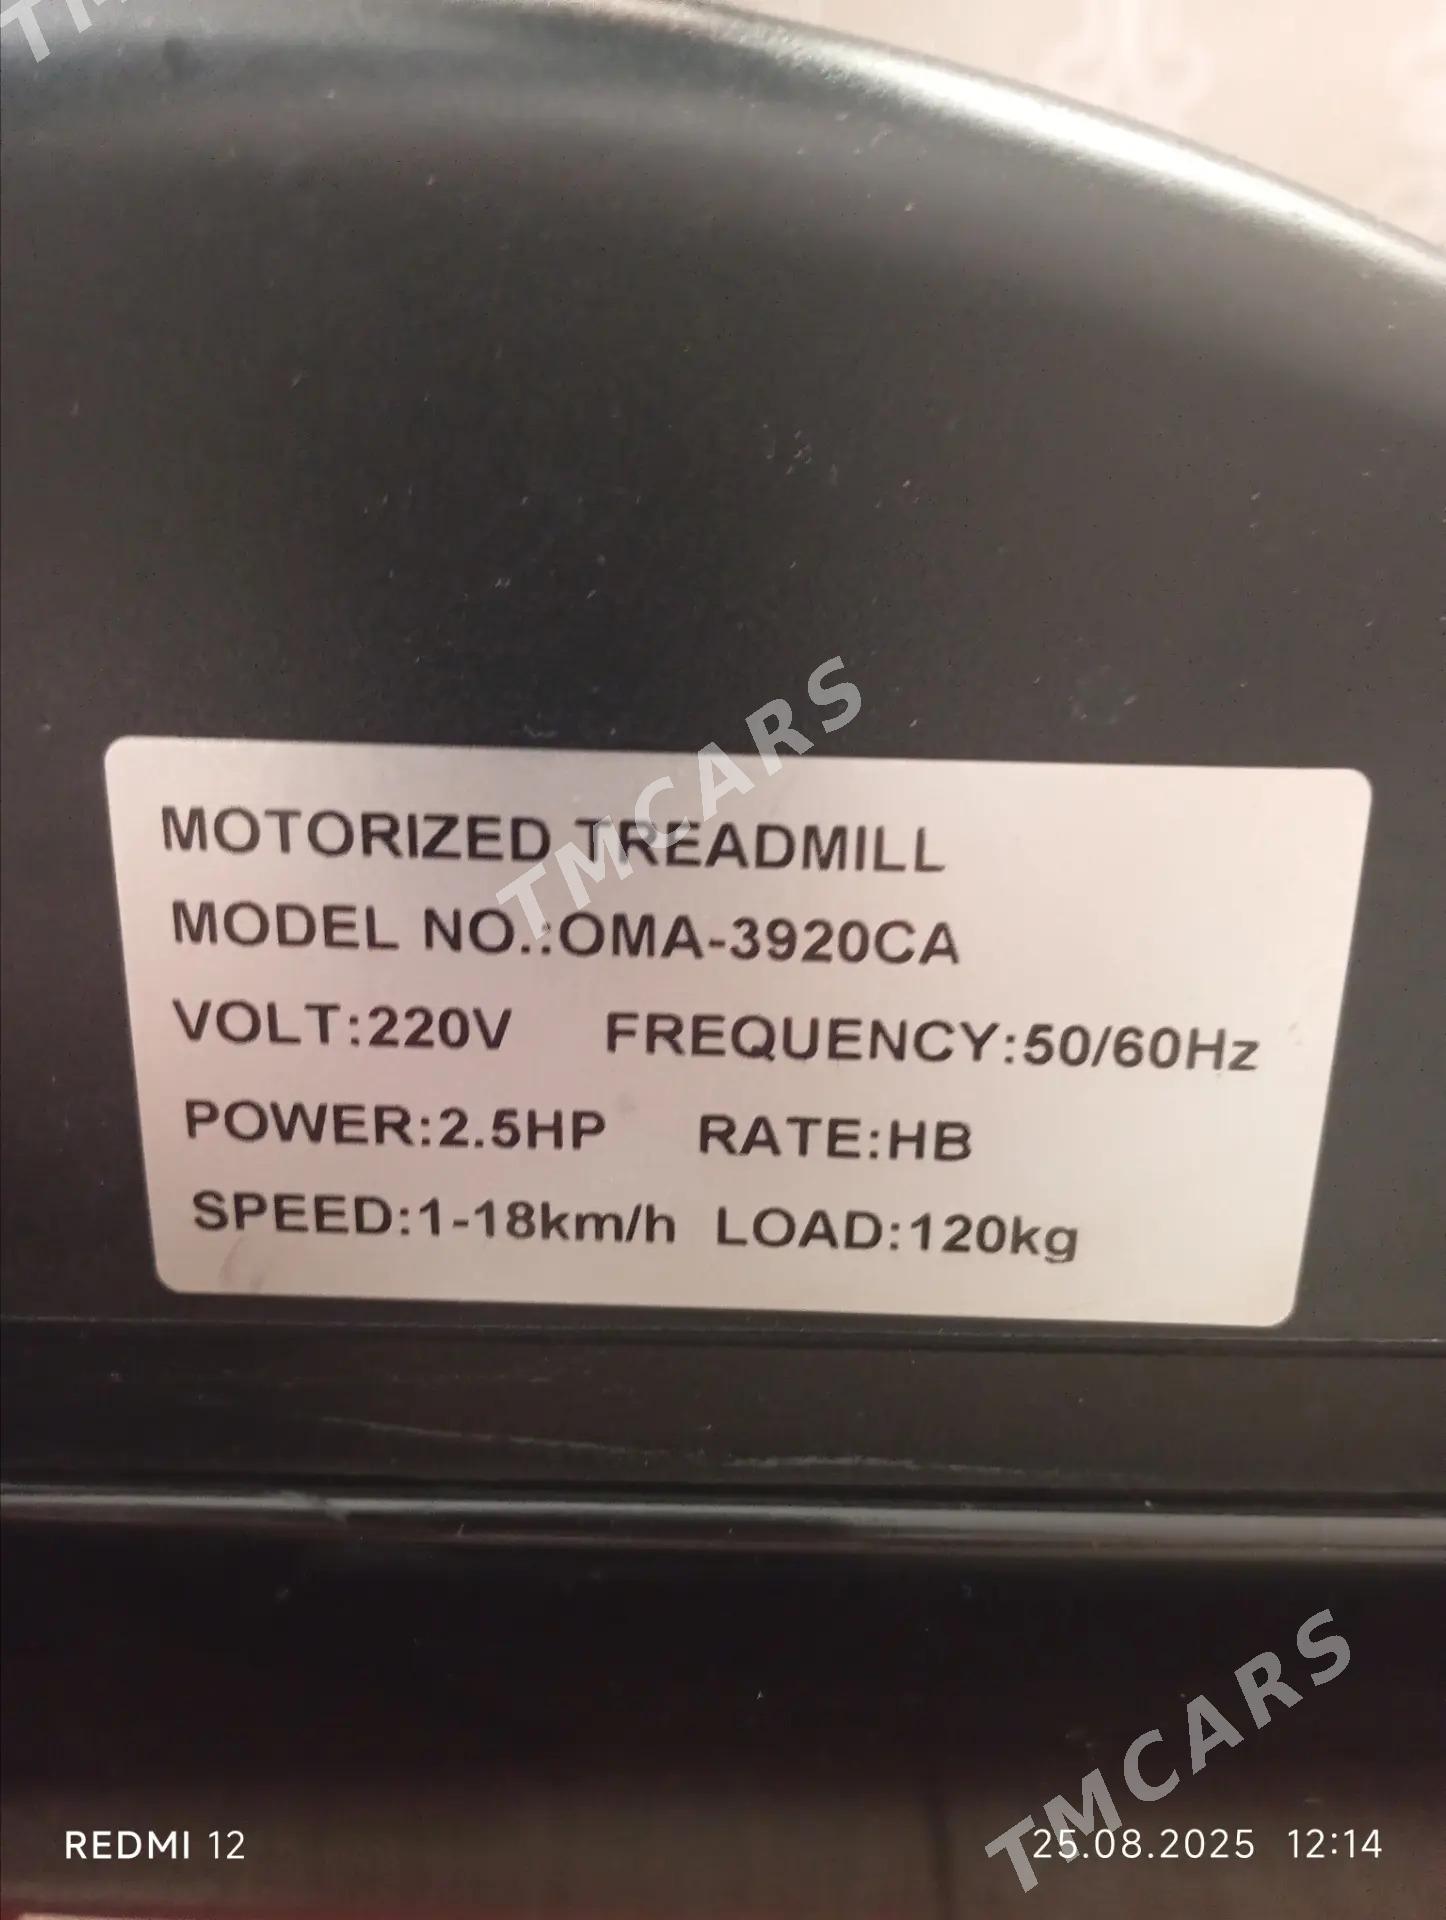 TMCARS
MOTORIZED TREADMILL
MODEL NO.:OMA-3920CA
VOLT:220V FREQUENCY:50/60Hz
POWER:2.5HP RATE:HB
SPEED:1-18km/h LOAD:120kg
TMCARS
REDMI 12 25.08.2025 12:14